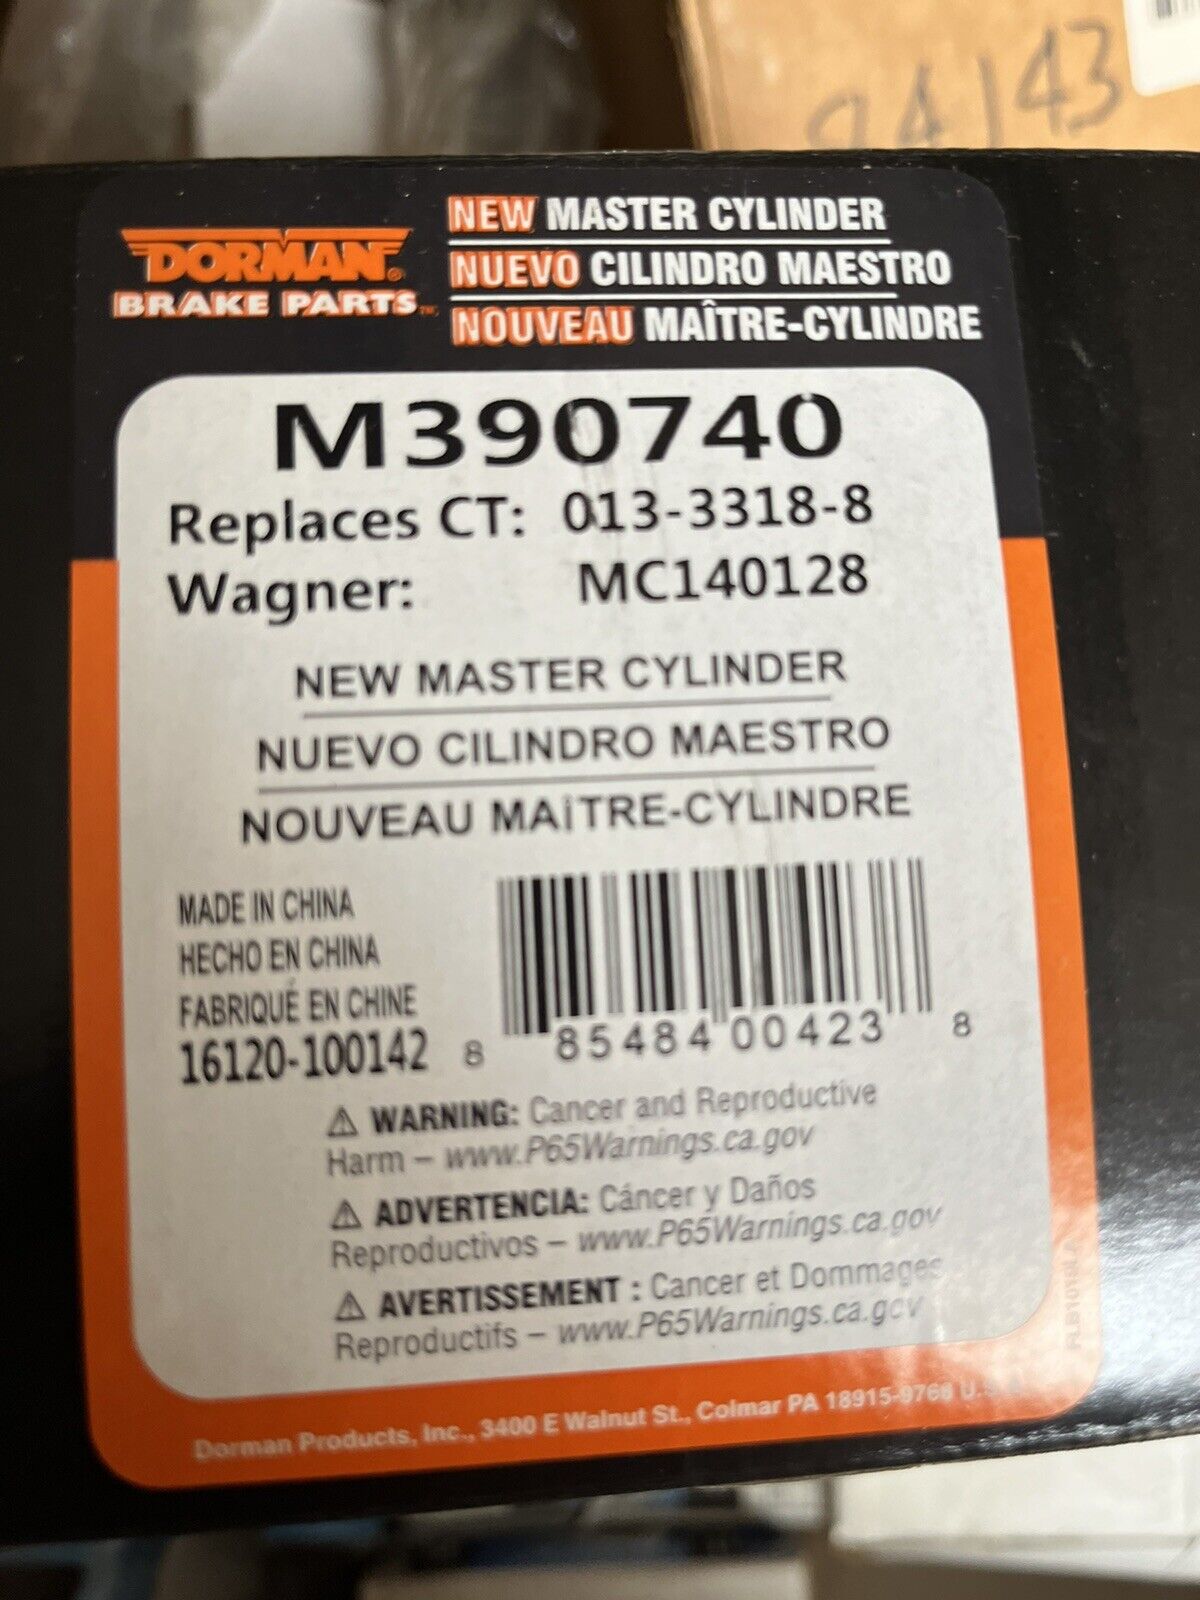 94143
DORMAN®
BRAKE PARTS™
NEW MASTER CYLINDER
NUEVO CILINDRO MAESTRO
NOUVEAU MAÎTRE-CYLINDRE
M390740
Replaces CT: 013-3318-8
Wagner: MC140128
NEW MASTER CYLINDER
NUEVO CILINDRO MAESTRO
NOUVEAU MAÎTRE-CYLINDRE
MADE IN CHINA
HECHO EN CHINA
FABRIQUÉ EN CHINE
16120-100142
8 85484 00423 8
⚠ WARNING: Cancer and Reproductive
Harm – www.P65Warnings.ca.gov
⚠ ADVERTENCIA: Cáncer y Daños
Reproductivos – www.P65Warnings.ca.gov
⚠ AVERTISSEMENT : Cancer et Dommages
Reproductifs – www.P65Warnings.ca.gov
Dorman Products, Inc., 3400 E Walnut St., Colmar PA 18915-9768 U.S.A.